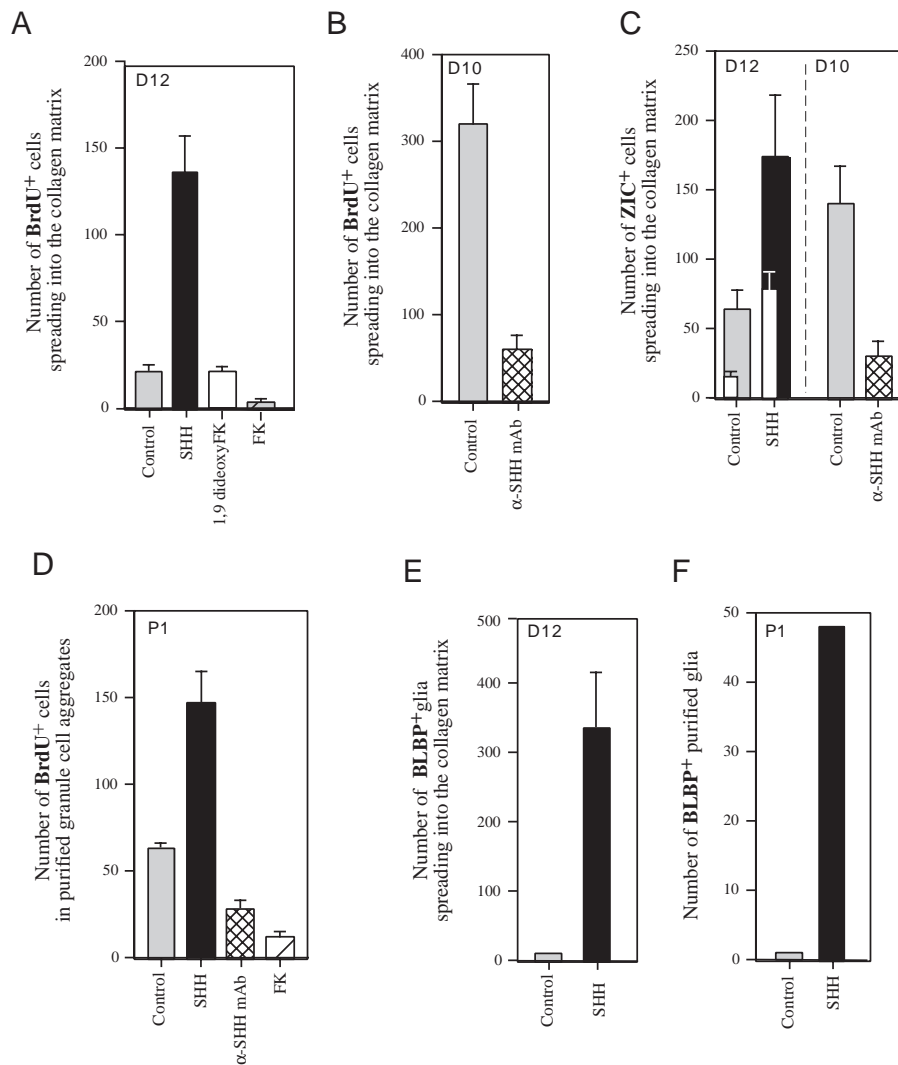 A
Number of BrdU+ cells
spreading into the collagen matrix
200
150
100
50
0
D12
Control
SHH
1,9 dideoxyFK
FK
B
Number of BrdU+ cells
spreading into the collagen matrix
400
300
200
100
0
D10
Control
α-SHH mAb
C
Number of ZIC+ cells
spreading into the collagen matrix
250
200
150
100
50
0
D12
D10
Control
SHH
Control
α-SHH mAb
D
Number of BrdU+ cells
in purified granule cell aggregates
200
150
100
50
0
P1
Control
SHH
α-SHH mAb
FK
E
Number of BLBP+glia
spreading into the collagen matrix
500
400
300
200
100
0
D12
Control
SHH
F
Number of BLBP+ purified glia
50
40
30
20
10
0
P1
Control
SHH